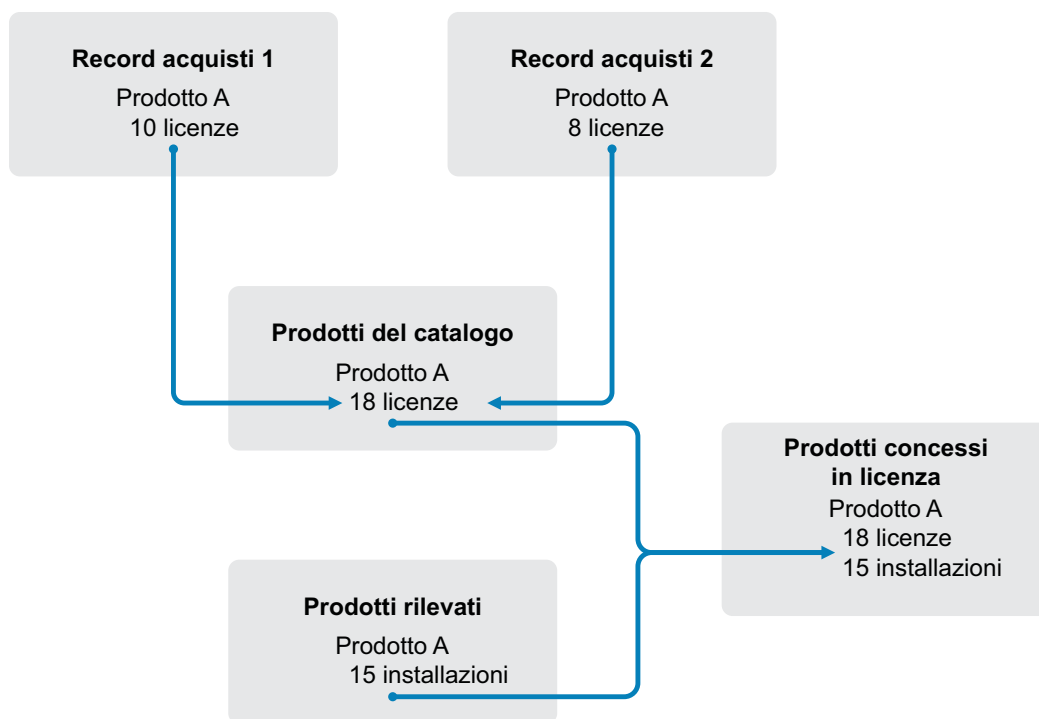 Record acquisti 1
Prodotto A
10 licenze
Record acquisti 2
Prodotto A
8 licenze
Prodotti del catalogo
Prodotto A
18 licenze
Prodotti concessi
in licenza
Prodotto A
18 licenze
15 installazioni
Prodotti rilevati
Prodotto A
15 installazioni